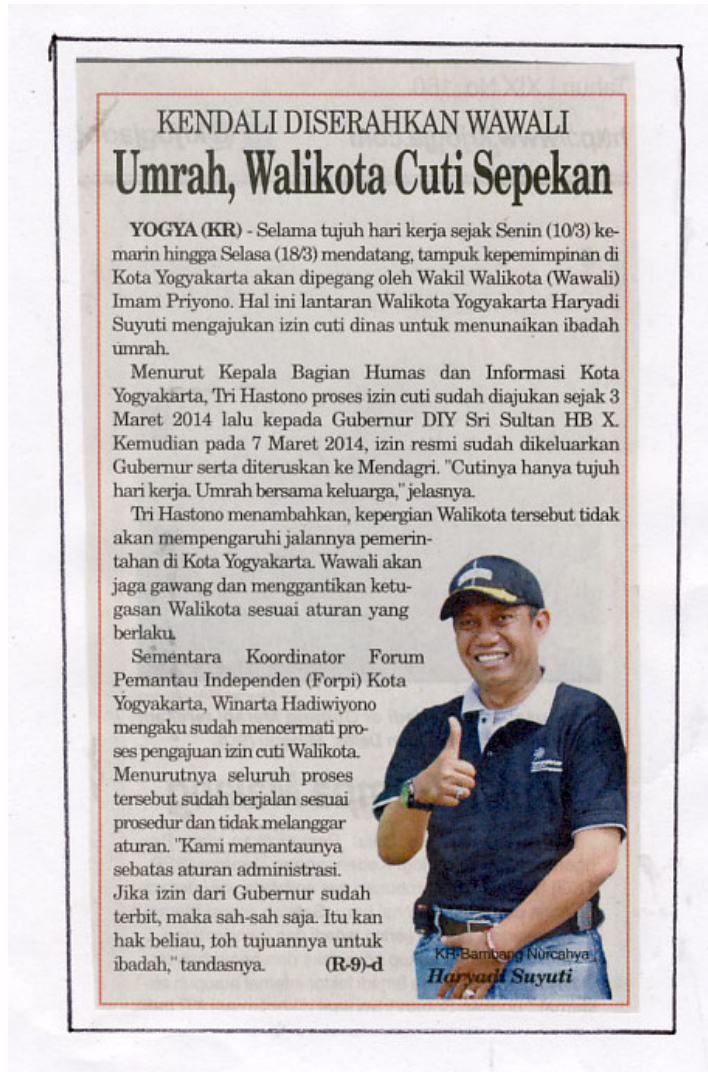 KENDALI DISERAHKAN WAWALI
Umrah, Walikota Cuti Sepekan
YOGYA (KR) - Selama tujuh hari kerja sejak Senin (10/3) ke-
marin hingga Selasa (18/3) mendatang, tampuk kepemimpinan di
Kota Yogyakarta akan dipegang oleh Wakil Walikota (Wawali)
Imam Priyono. Hal ini lantaran Walikota Yogyakarta Haryadi
Suyuti mengajukan izin cuti dinas untuk menunaikan ibadah
umrah.
Menurut Kepala Bagian Humas dan Informasi Kota
Yogyakarta, Tri Hastono proses izin cuti sudah diajukan sejak 3
Maret 2014 lalu kepada Gubernur DIY Sri Sultan HB X.
Kemudian pada 7 Maret 2014, izin resmi sudah dikeluarkan
Gubernur serta diteruskan ke Mendagri. "Cutinya hanya tujuh
hari kerja. Umrah bersama keluarga," jelasnya.
Tri Hastono menambahkan, kepergian Walikota tersebut tidak
akan mempengaruhi jalannya pemerin-
tahan di Kota Yogyakarta. Wawali akan
jaga gawang dan menggantikan ketu-
gasan Walikota sesuai aturan yang
berlaku.
Sementara Koordinator Forum
Pemantau Independen (Forpi) Kota
Yogyakarta, Winarta Hadiwiyono
mengaku sudah mencermati pro-
ses pengajuan izin cuti Walikota.
Menurutnya seluruh proses
tersebut sudah berjalan sesuai
prosedur dan tidak melanggar
aturan. "Kami memantaunya
sebatas aturan administrasi.
Jika izin dari Gubernur sudah
terbit, maka sah-sah saja. Itu kan
hak beliau, toh tujuannya untuk
ibadah," tandasnya. (R-9)-d
KR-Bambang Nurcahya
Haryadi Suyuti